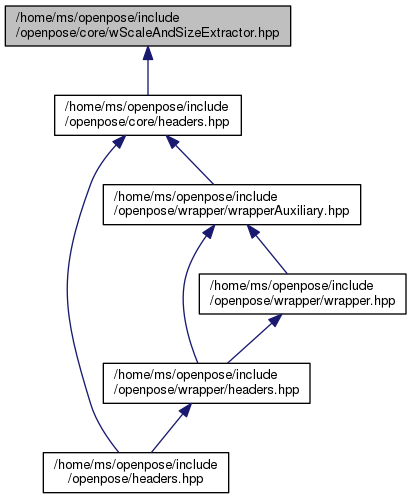 /home/ms/openpose/include
/openpose/core/wScaleAndSizeExtractor.hpp
/home/ms/openpose/include
/openpose/core/headers.hpp
/home/ms/openpose/include
/openpose/wrapper/wrapperAuxiliary.hpp
/home/ms/openpose/include
/openpose/wrapper/wrapper.hpp
/home/ms/openpose/include
/openpose/wrapper/headers.hpp
/home/ms/openpose/include
/openpose/headers.hpp